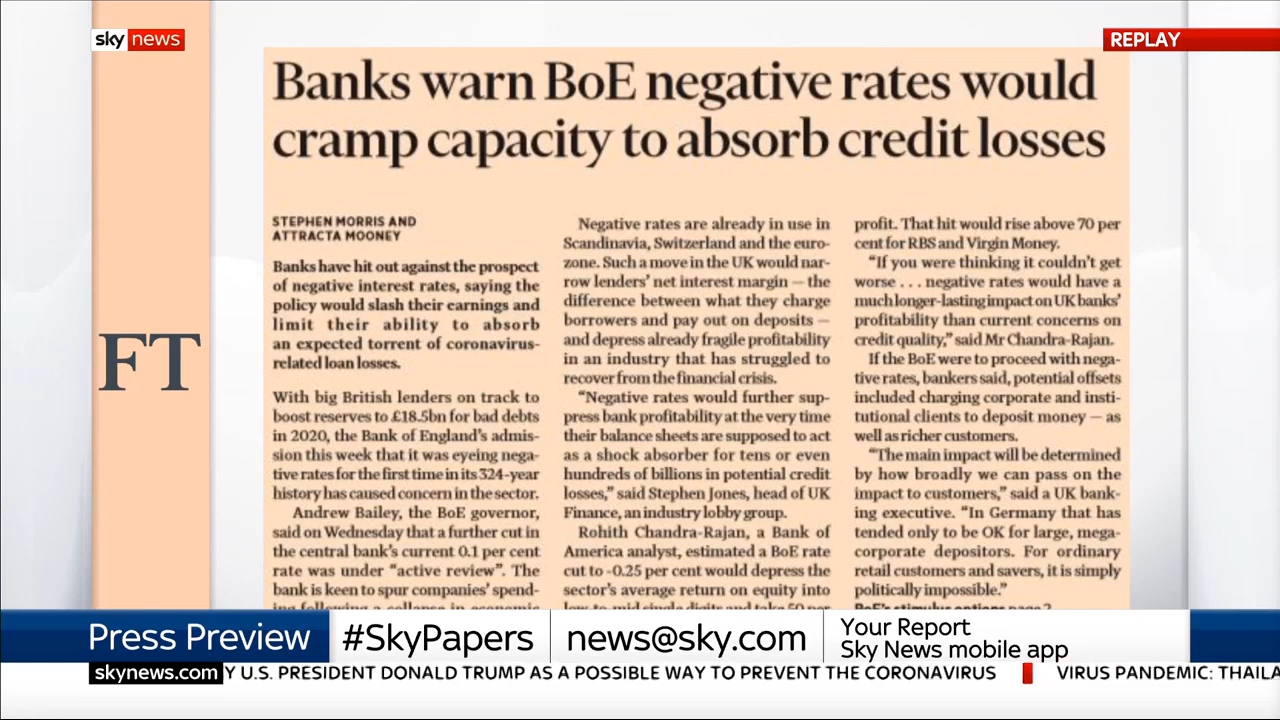 sky news
REPLAY
Banks warn BoE negative rates would
cramp capacity to absorb credit losses
FT
STEPHEN MORRIS AND
ATTRACTA MOONEY
Banks have hit out against the prospect
of negative interest rates, saying the
policy would slash their earnings and
limit their ability to absorb
an expected torrent of coronavirus-
related loan losses.
With big British lenders on track to
boost reserves to £18.5bn for bad debts
in 2020, the Bank of England's admis-
sion this week that it was eyeing nega-
tive rates for the first time in its 324-year
history has caused concern in the sector.
Andrew Bailey, the BoE governor,
said on Wednesday that a further cut in
the central bank's current 0.1 per cent
rate was under "active review". The
bank is keen to spur companies' spend-
ing following a collapse in economic
Negative rates are already in use in
Scandinavia, Switzerland and the euro-
zone. Such a move in the UK would nar-
row lenders' net interest margin — the
difference between what they charge
borrowers and pay out on deposits —
and depress already fragile profitability
in an industry that has struggled to
recover from the financial crisis.
"Negative rates would further sup-
press bank profitability at the very time
their balance sheets are supposed to act
as a shock absorber for tens or even
hundreds of billions in potential credit
losses," said Stephen Jones, head of UK
Finance, an industry lobby group.
Rohith Chandra-Rajan, a Bank of
America analyst, estimated a BoE rate
cut to -0.25 per cent would depress the
sector's average return on equity into
low-to-mid single digits and take 50 per
profit. That hit would rise above 70 per
cent for RBS and Virgin Money.
"If you were thinking it couldn't get
worse . . . negative rates would have a
much longer-lasting impact on UK banks'
profitability than current concerns on
credit quality," said Mr Chandra-Rajan.
If the BoE were to proceed with nega-
tive rates, bankers said, potential offsets
included charging corporate and insti-
tutional clients to deposit money — as
well as richer customers.
"The main impact will be determined
by how broadly we can pass on the
impact to customers," said a UK bank-
ing executive. "In Germany that has
tended only to be OK for large, mega-
corporate depositors. For ordinary
retail customers and savers, it is simply
politically impossible."
BoE's stimulus options page 2
Press Preview
#SkyPapers
news@sky.com
Your Report
Sky News mobile app
skynews.com
Y U.S. PRESIDENT DONALD TRUMP AS A POSSIBLE WAY TO PREVENT THE CORONAVIRUS
VIRUS PANDEMIC: THAILA